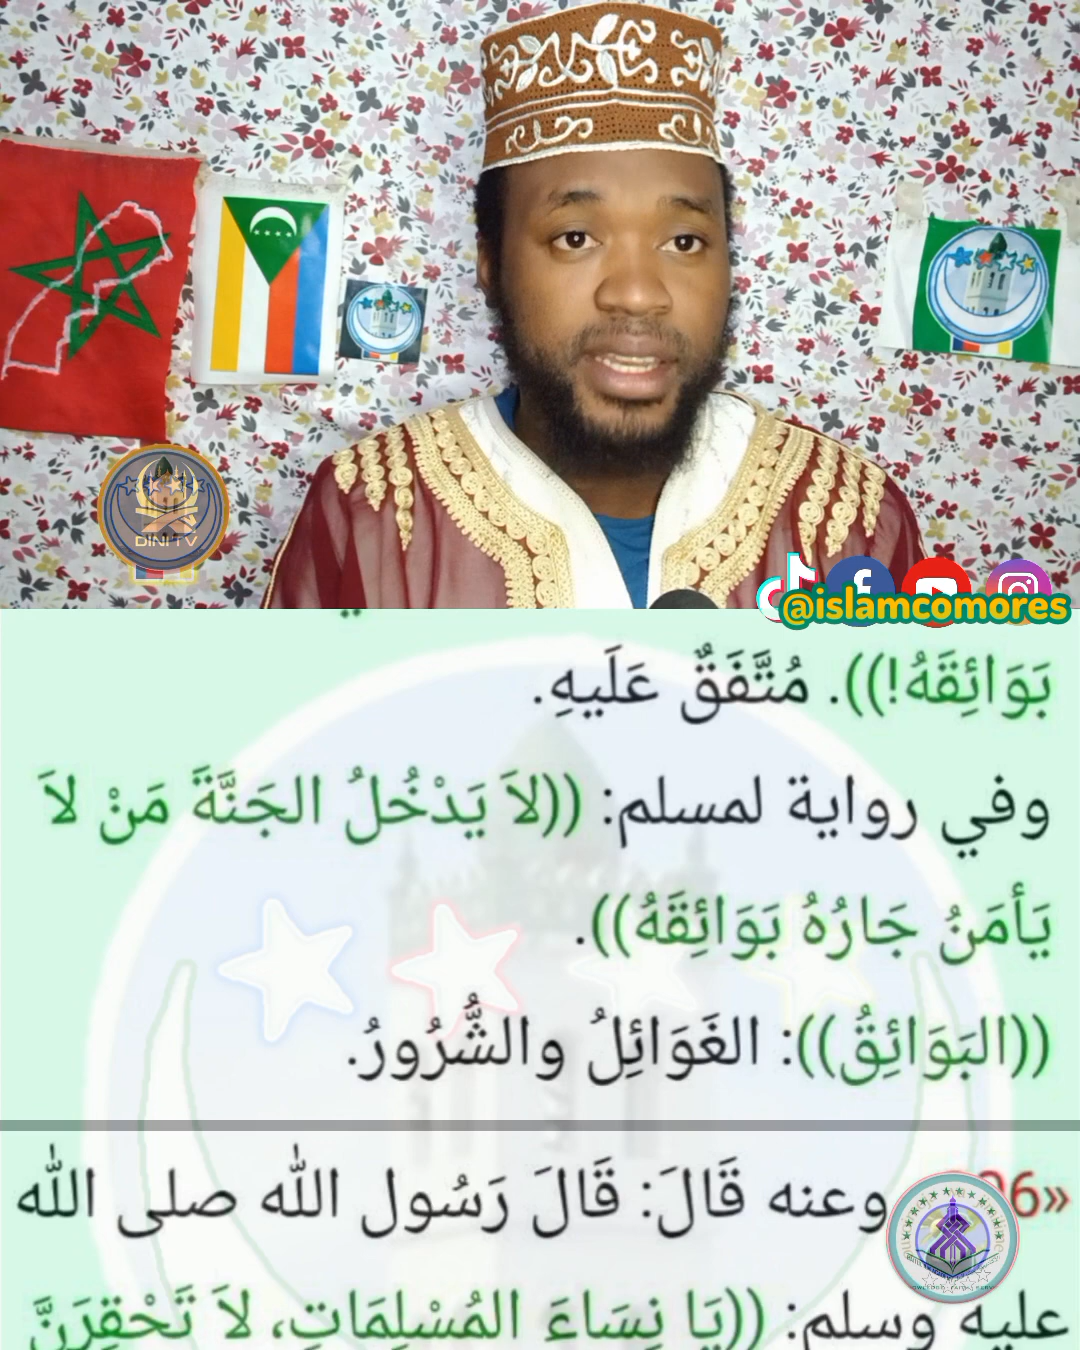 DINI TV
@islamcomores
بَوَائِقَهُ!)). مُتَّفَقٌ عَلَيهِ.
وفي رواية لمسلم: ((لاَ يَدْخُلُ الجَنَّةَ مَنْ لاَ
يَأمَنُ جَارُهُ بَوَائِقَهُ)).
((البَوَائِقُ)): الغَوَائِلُ والشُّرُورُ.
وعنه قَالَ: قَالَ رَسُول الله صلى الله
عليه وسلم: ((يَا نِسَاءَ المُسْلِمَاتِ، لاَ تَحْقِرَنَّ